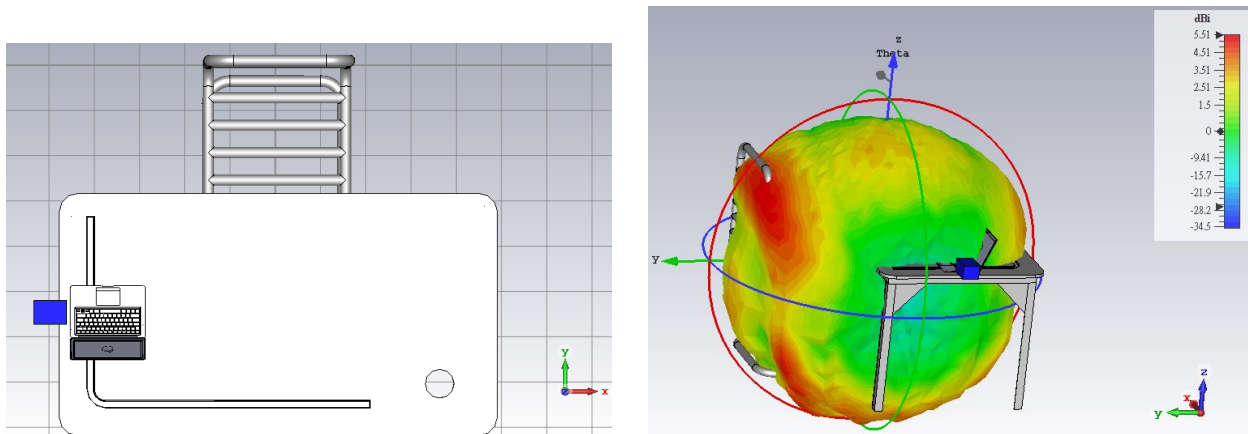 y
z
x
z
Theta
y
dBi
5.51
4.51
3.51
2.51
1.5
0
-9.41
-15.7
-21.9
-28.2
-34.5
z
x
y